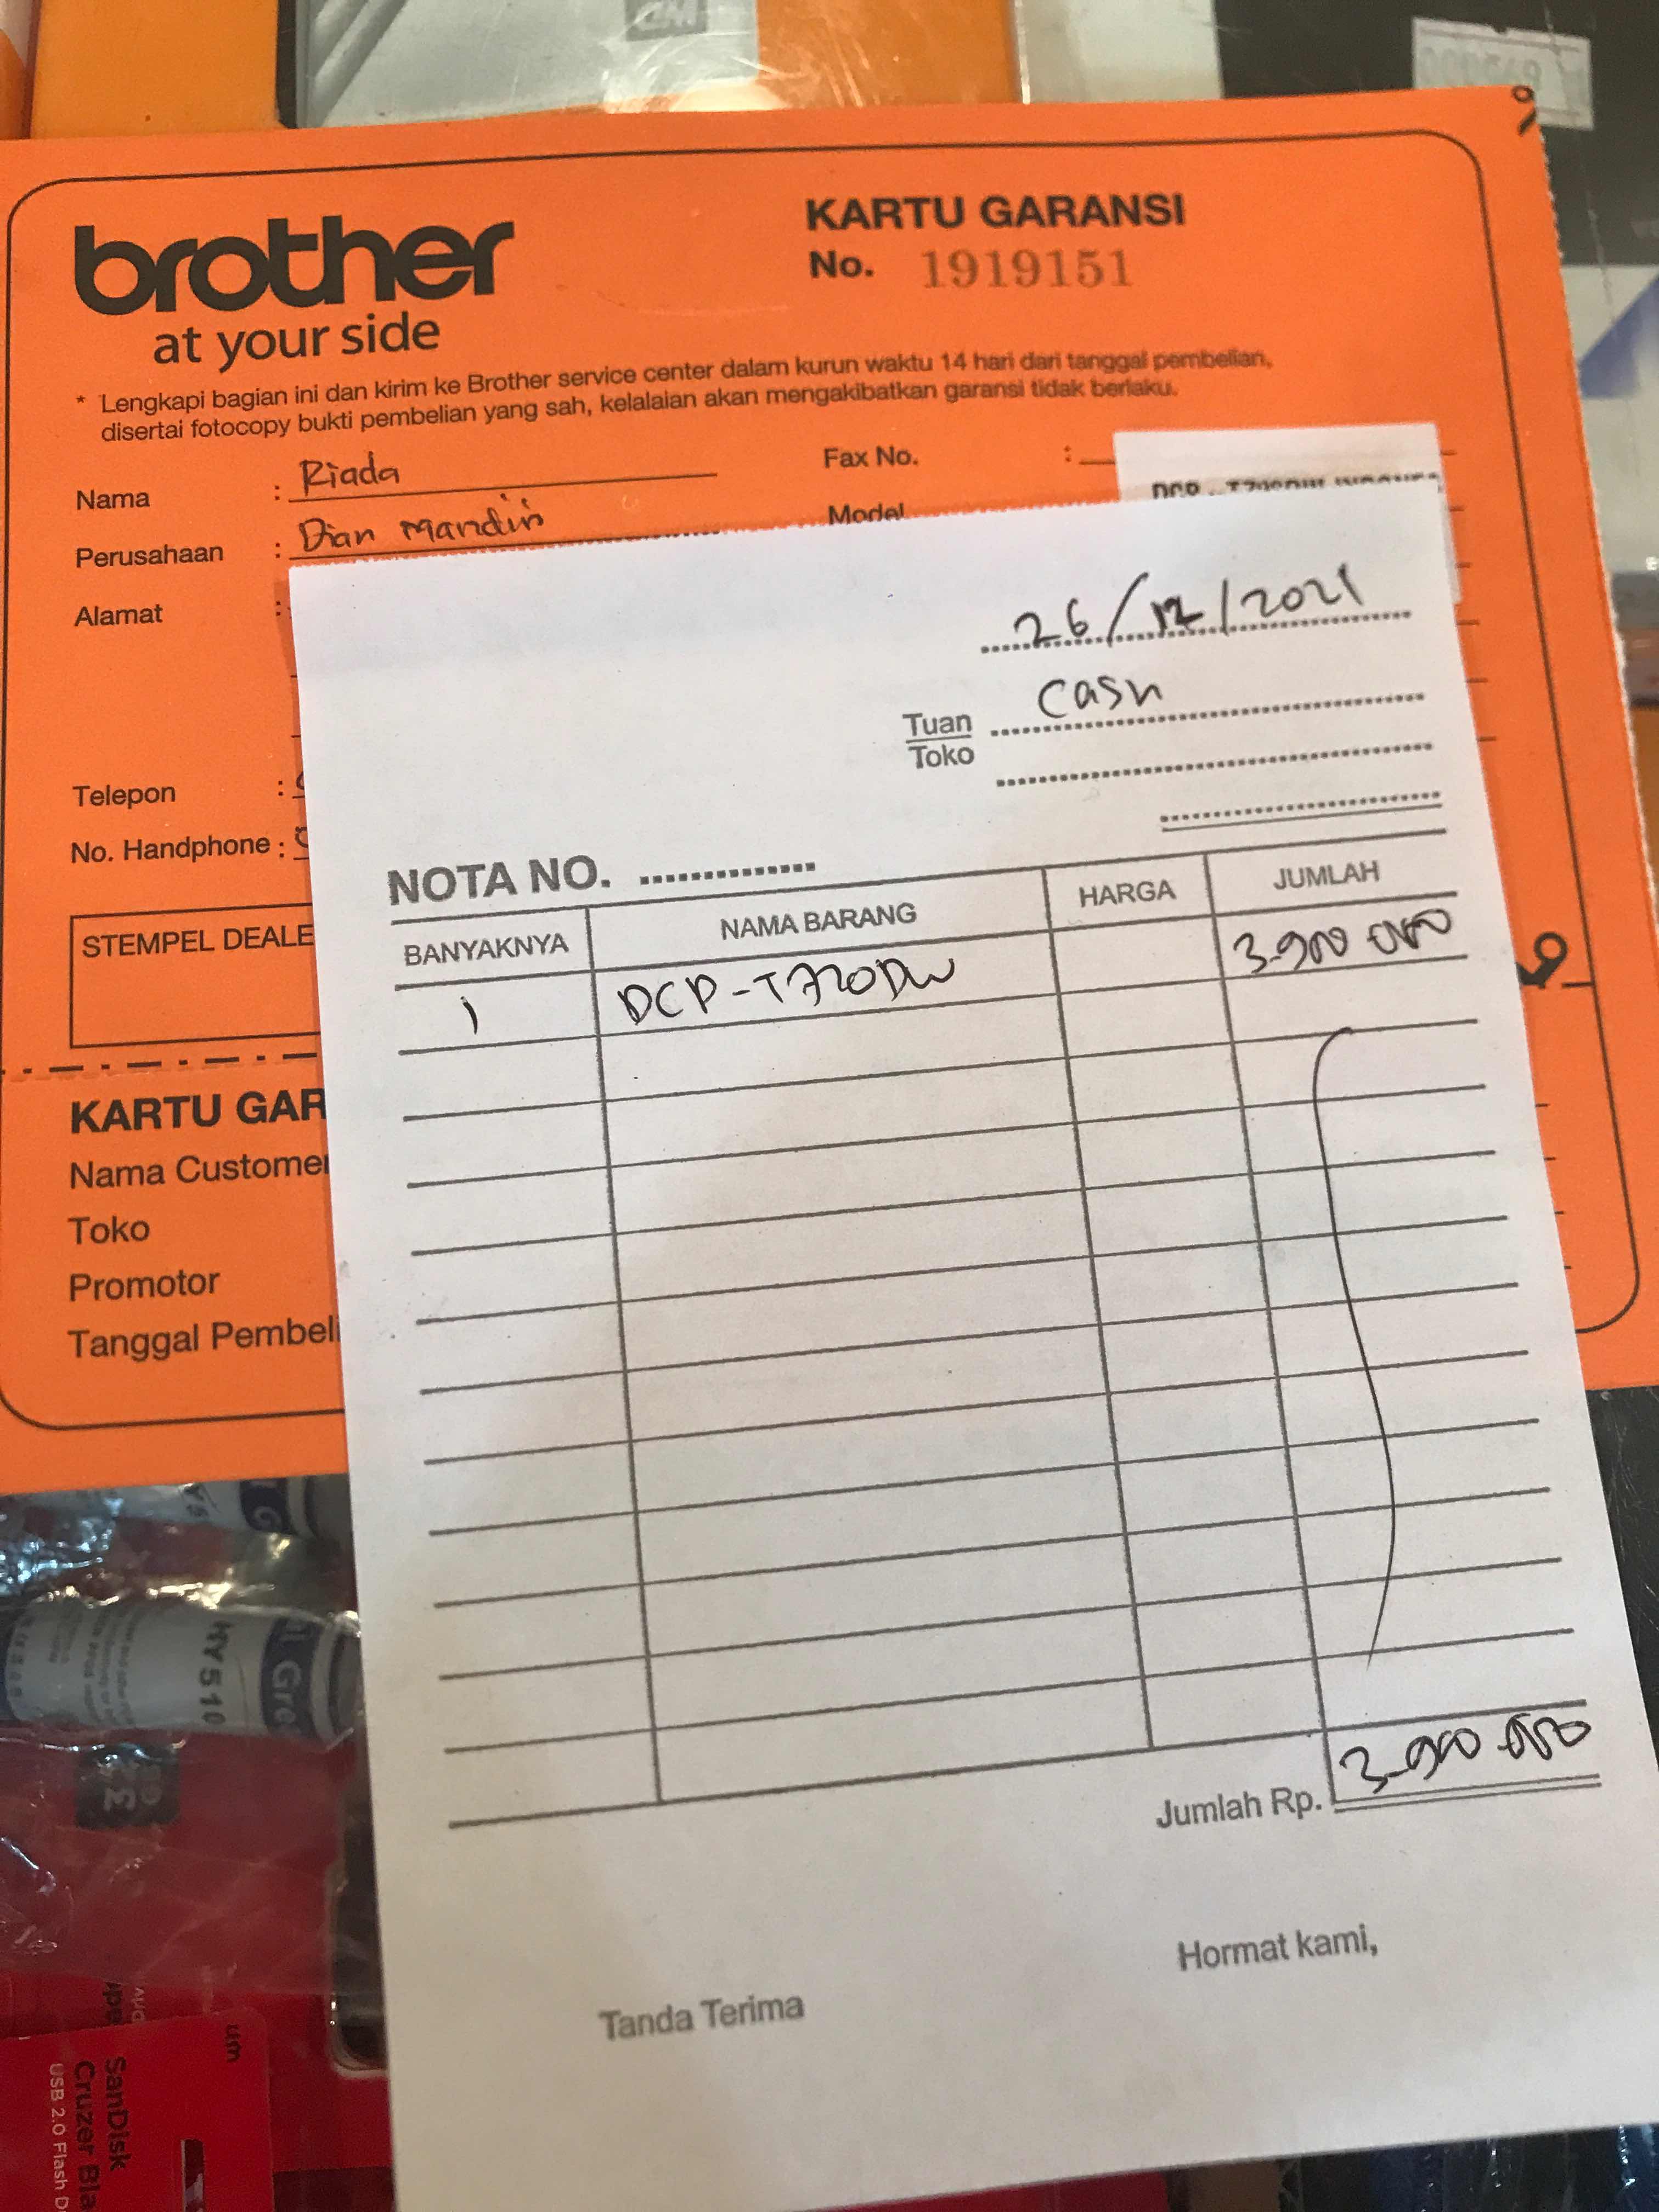 brother
at your side
KARTU GARANSI
No. 1919151
* Lengkapi bagian ini dan kirim ke Brother service center dalam kurun waktu 14 hari dari tanggal pembelian,
disertai fotocopy bukti pembelian yang sah, kelalaian akan mengakibatkan garansi tidak berlaku.
Nama : Riada
Fax No. :
Perusahaan : Dian Mandiri
Model
Alamat :
Telepon :
No. Handphone :
STEMPEL DEALE
KARTU GAR
Nama Customer
Toko
Promotor
Tanggal Pembeli
26/12/2021
Tuan
Toko
Cash
NOTA NO.
BANYAKNYA NAMA BARANG HARGA JUMLAH
1 DCP-T720DW 3.900.000
Jumlah Rp. 3.900.000
Tanda Terima
Hormat kami,
HY510
SanDisk
Cruzer Bla
USB 2.0 Flash D